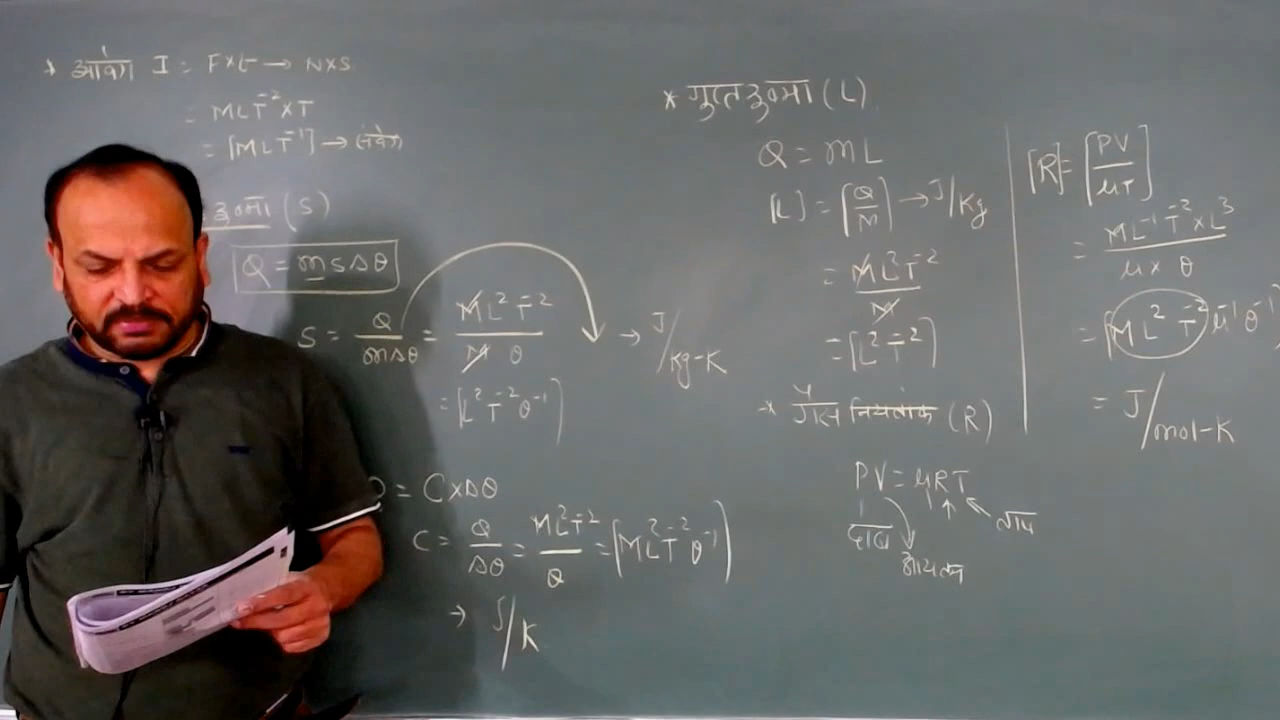 * आवेग I = F×t → N×S
= MLT⁻² × T
= [MLT⁻¹] → संवेग
ऊष्मा (S)
Q = msΔθ
S = Q/mΔθ = ML²T⁻²/M θ → J/kg-K
= [L²T⁻²θ⁻¹]
= C×Δθ
C = Q/Δθ = ML²T⁻²/θ = [ML²T⁻²θ⁻¹]
→ J/K
* गुप्त ऊष्मा (L)
Q = mL
[L] = [Q/M] → J/kg
= ML²T⁻²/M
= [L²T⁻²]
* गैस नियतांक (R)
PV = μRT
दाब
आयतन
ताप
[R] = [PV/μT]
= ML⁻¹T⁻² × L³/μ × θ
= [ML²T⁻² μ⁻¹θ⁻¹]
= J/mol-K